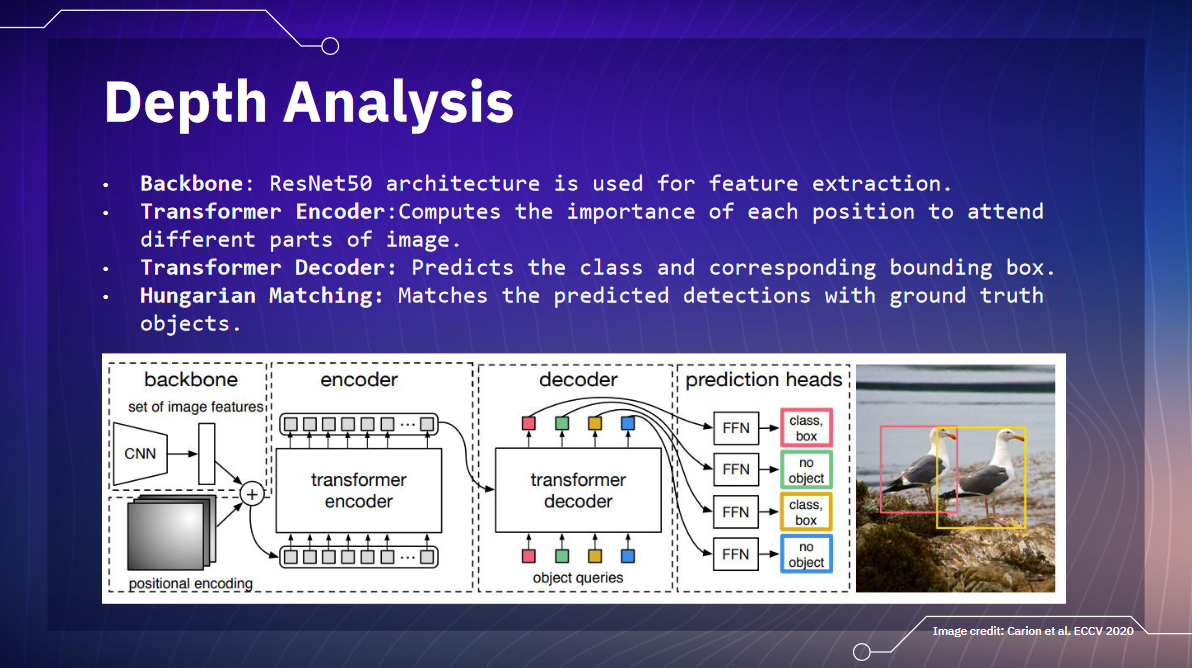 Depth Analysis
• Backbone: ResNet50 architecture is used for feature extraction.
• Transformer Encoder:Computes the importance of each position to attend
different parts of image.
• Transformer Decoder: Predicts the class and corresponding bounding box.
• Hungarian Matching: Matches the predicted detections with ground truth
objects.
backbone
set of image features
CNN
+
positional encoding
encoder
...
transformer
encoder
...
decoder
transformer
decoder
object queries
prediction heads
FFN
class,
box
FFN
no
object
FFN
class,
box
FFN
no
object
Image credit: Carion et al. ECCV 2020